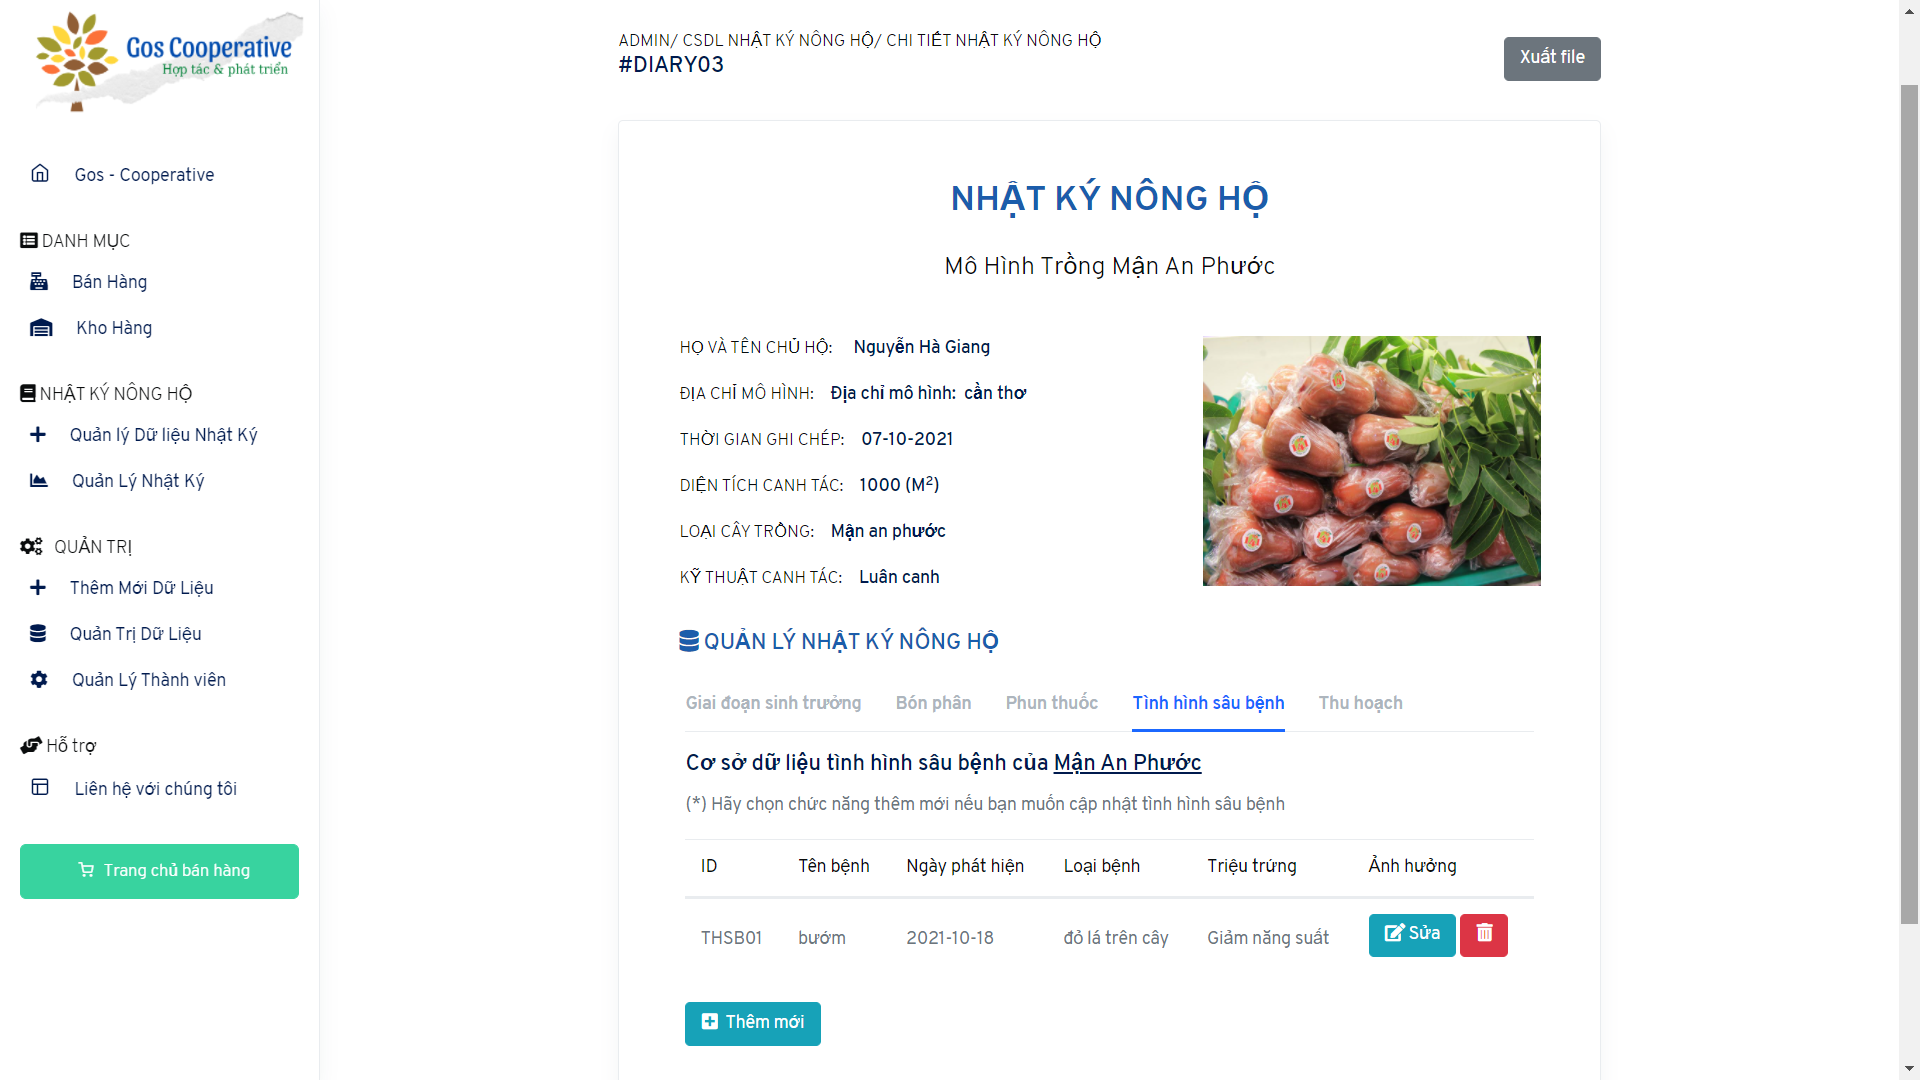 Gos Cooperative
Hợp tác & phát triển
Gos - Cooperative
DANH MỤC
Bán Hàng
Kho Hàng
NHẬT KÝ NÔNG HỘ
Quản lý Dữ liệu Nhật Ký
Quản Lý Nhật Ký
QUẢN TRỊ
Thêm Mới Dữ Liệu
Quản Trị Dữ Liệu
Quản Lý Thành viên
Hỗ trợ
Liên hệ với chúng tôi
Trang chủ bán hàng
ADMIN/ CSDL NHẬT KÝ NÔNG HỘ/ CHI TIẾT NHẬT KÝ NÔNG HỘ
#DIARY03
Xuất file
NHẬT KÝ NÔNG HỘ
Mô Hình Trồng Mận An Phước
HỌ VÀ TÊN CHỦ HỘ: Nguyễn Hà Giang
ĐỊA CHỈ MÔ HÌNH: Địa chỉ mô hình: cần thơ
THỜI GIAN GHI CHÉP: 07-10-2021
DIỆN TÍCH CANH TÁC: 1000 (M²)
LOẠI CÂY TRỒNG: Mận an phước
KỸ THUẬT CANH TÁC: Luân canh
QUẢN LÝ NHẬT KÝ NÔNG HỘ
Giai đoạn sinh trưởng Bón phân Phun thuốc Tình hình sâu bệnh Thu hoạch
Cơ sở dữ liệu tình hình sâu bệnh của Mận An Phước
(*) Hãy chọn chức năng thêm mới nếu bạn muốn cập nhật tình hình sâu bệnh
ID Tên bệnh Ngày phát hiện Loại bệnh Triệu trứng Ảnh hưởng
THSB01 bướm 2021-10-18 đỏ lá trên cây Giảm năng suất Sửa
Thêm mới